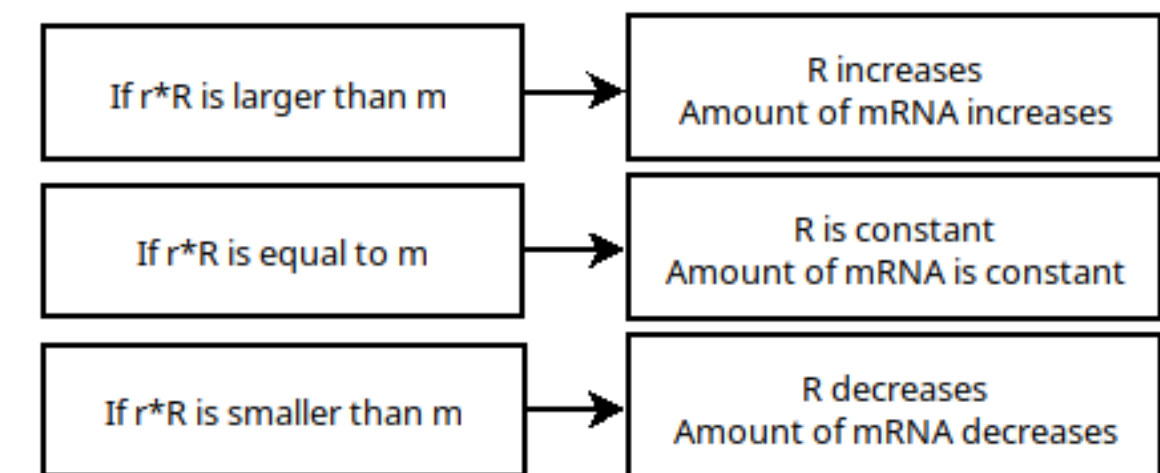 If r*R is larger than m
R increases
Amount of mRNA increases
If r*R is equal to m
R is constant
Amount of mRNA is constant
If r*R is smaller than m
R decreases
Amount of mRNA decreases